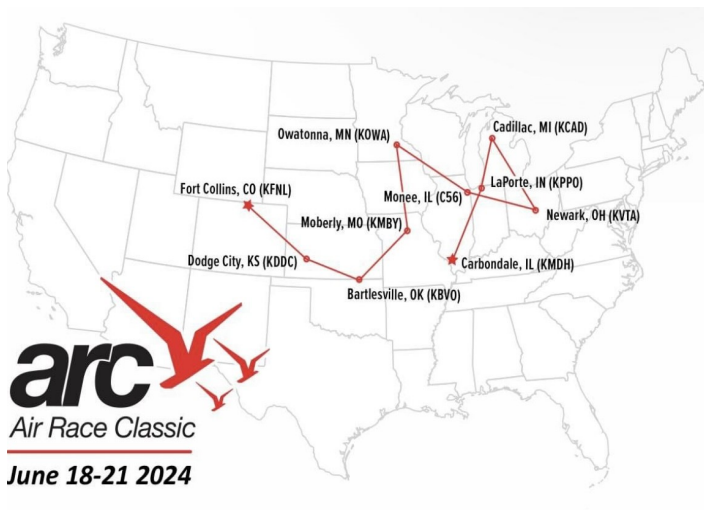 Cadillac, MI (KCAD)
Owatonna, MN (KOWA)
Fort Collins, CO (KFNL)
LaPorte, IN (KPPO)
Monee, IL (C56)
Newark, OH (KVTA)
Moberly, MO (KMBY)
Dodge City, KS (KDDC)
Carbondale, IL (KMDH)
Bartlesville, OK (KBVO)
arc
Air Race Classic
June 18-21 2024